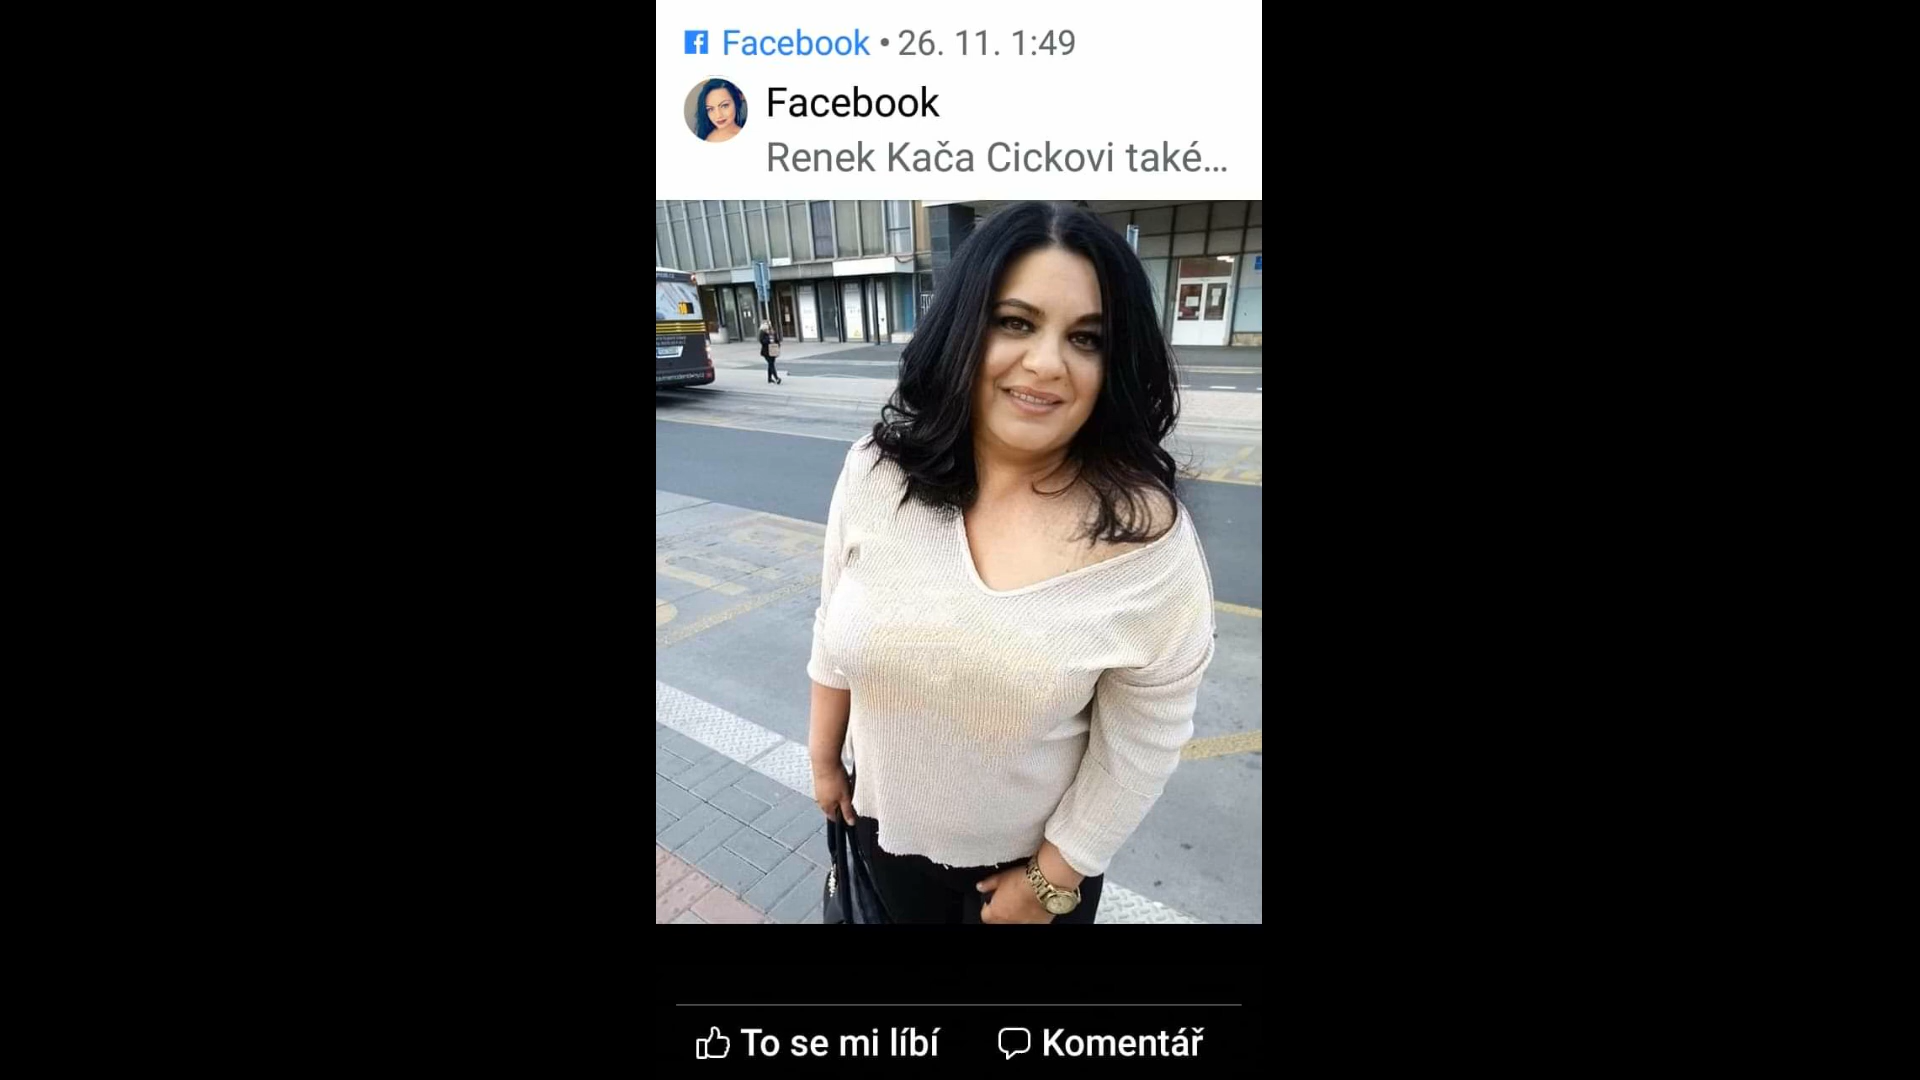 Facebook • 26. 11. 1:49
Facebook
Renek Kača Cickovi také…
To se mi líbí
Komentář